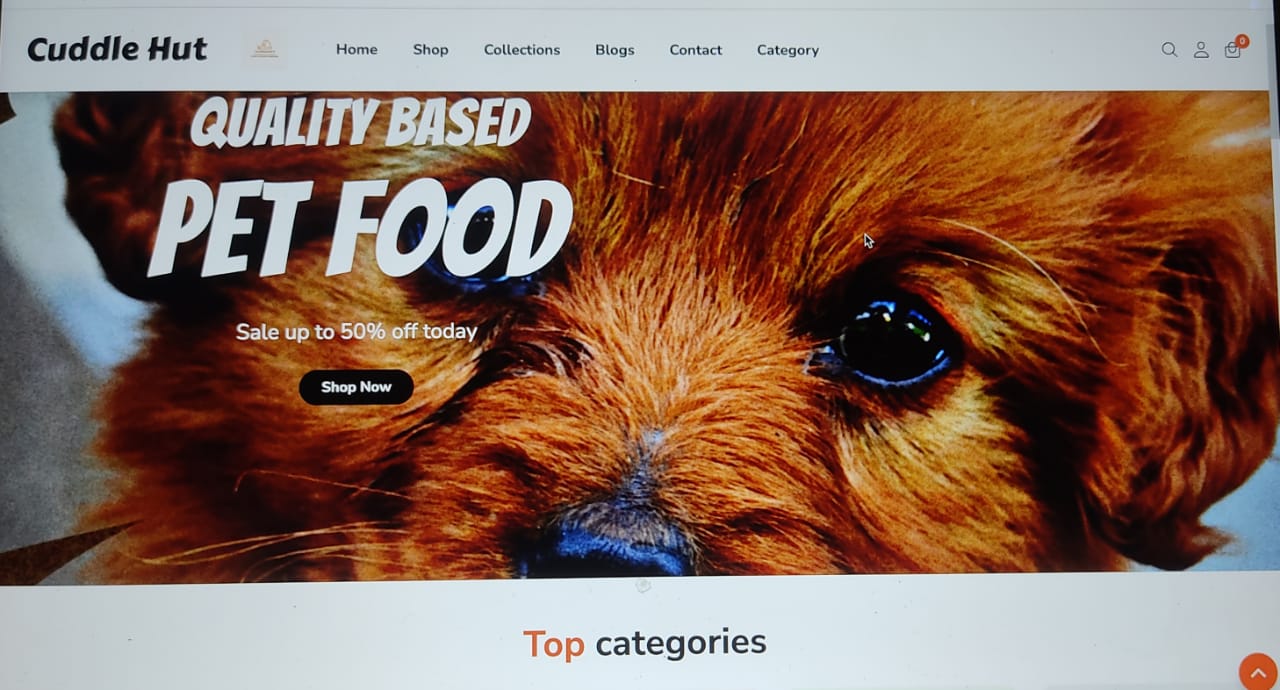 Cuddle Hut
Home Shop Collections Blogs Contact Category
0
QUALITY BASED
PET FOOD
Sale up to 50% off today
Shop Now
Top categories